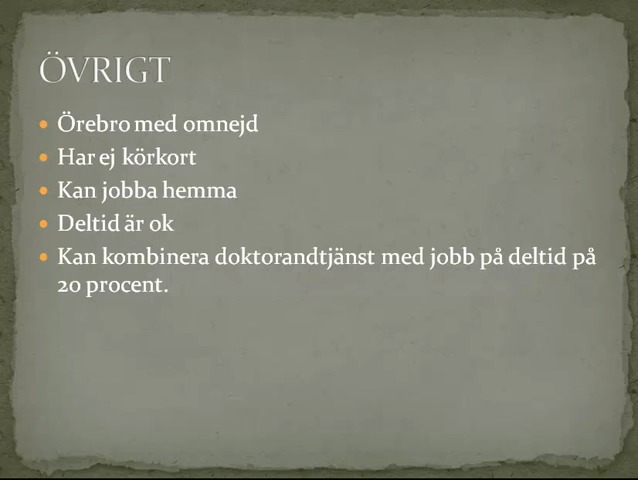 ÖVRIGT
• Örebro med omnejd
• Har ej körkort
• Kan jobba hemma
• Deltid är ok
• Kan kombinera doktorandtjänst med jobb på deltid på
20 procent.